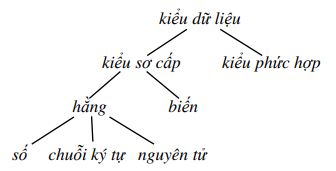 kiểu dữ liệu
kiểu sơ cấp kiểu phức hợp
hằng biến
số chuỗi ký tự nguyên tử